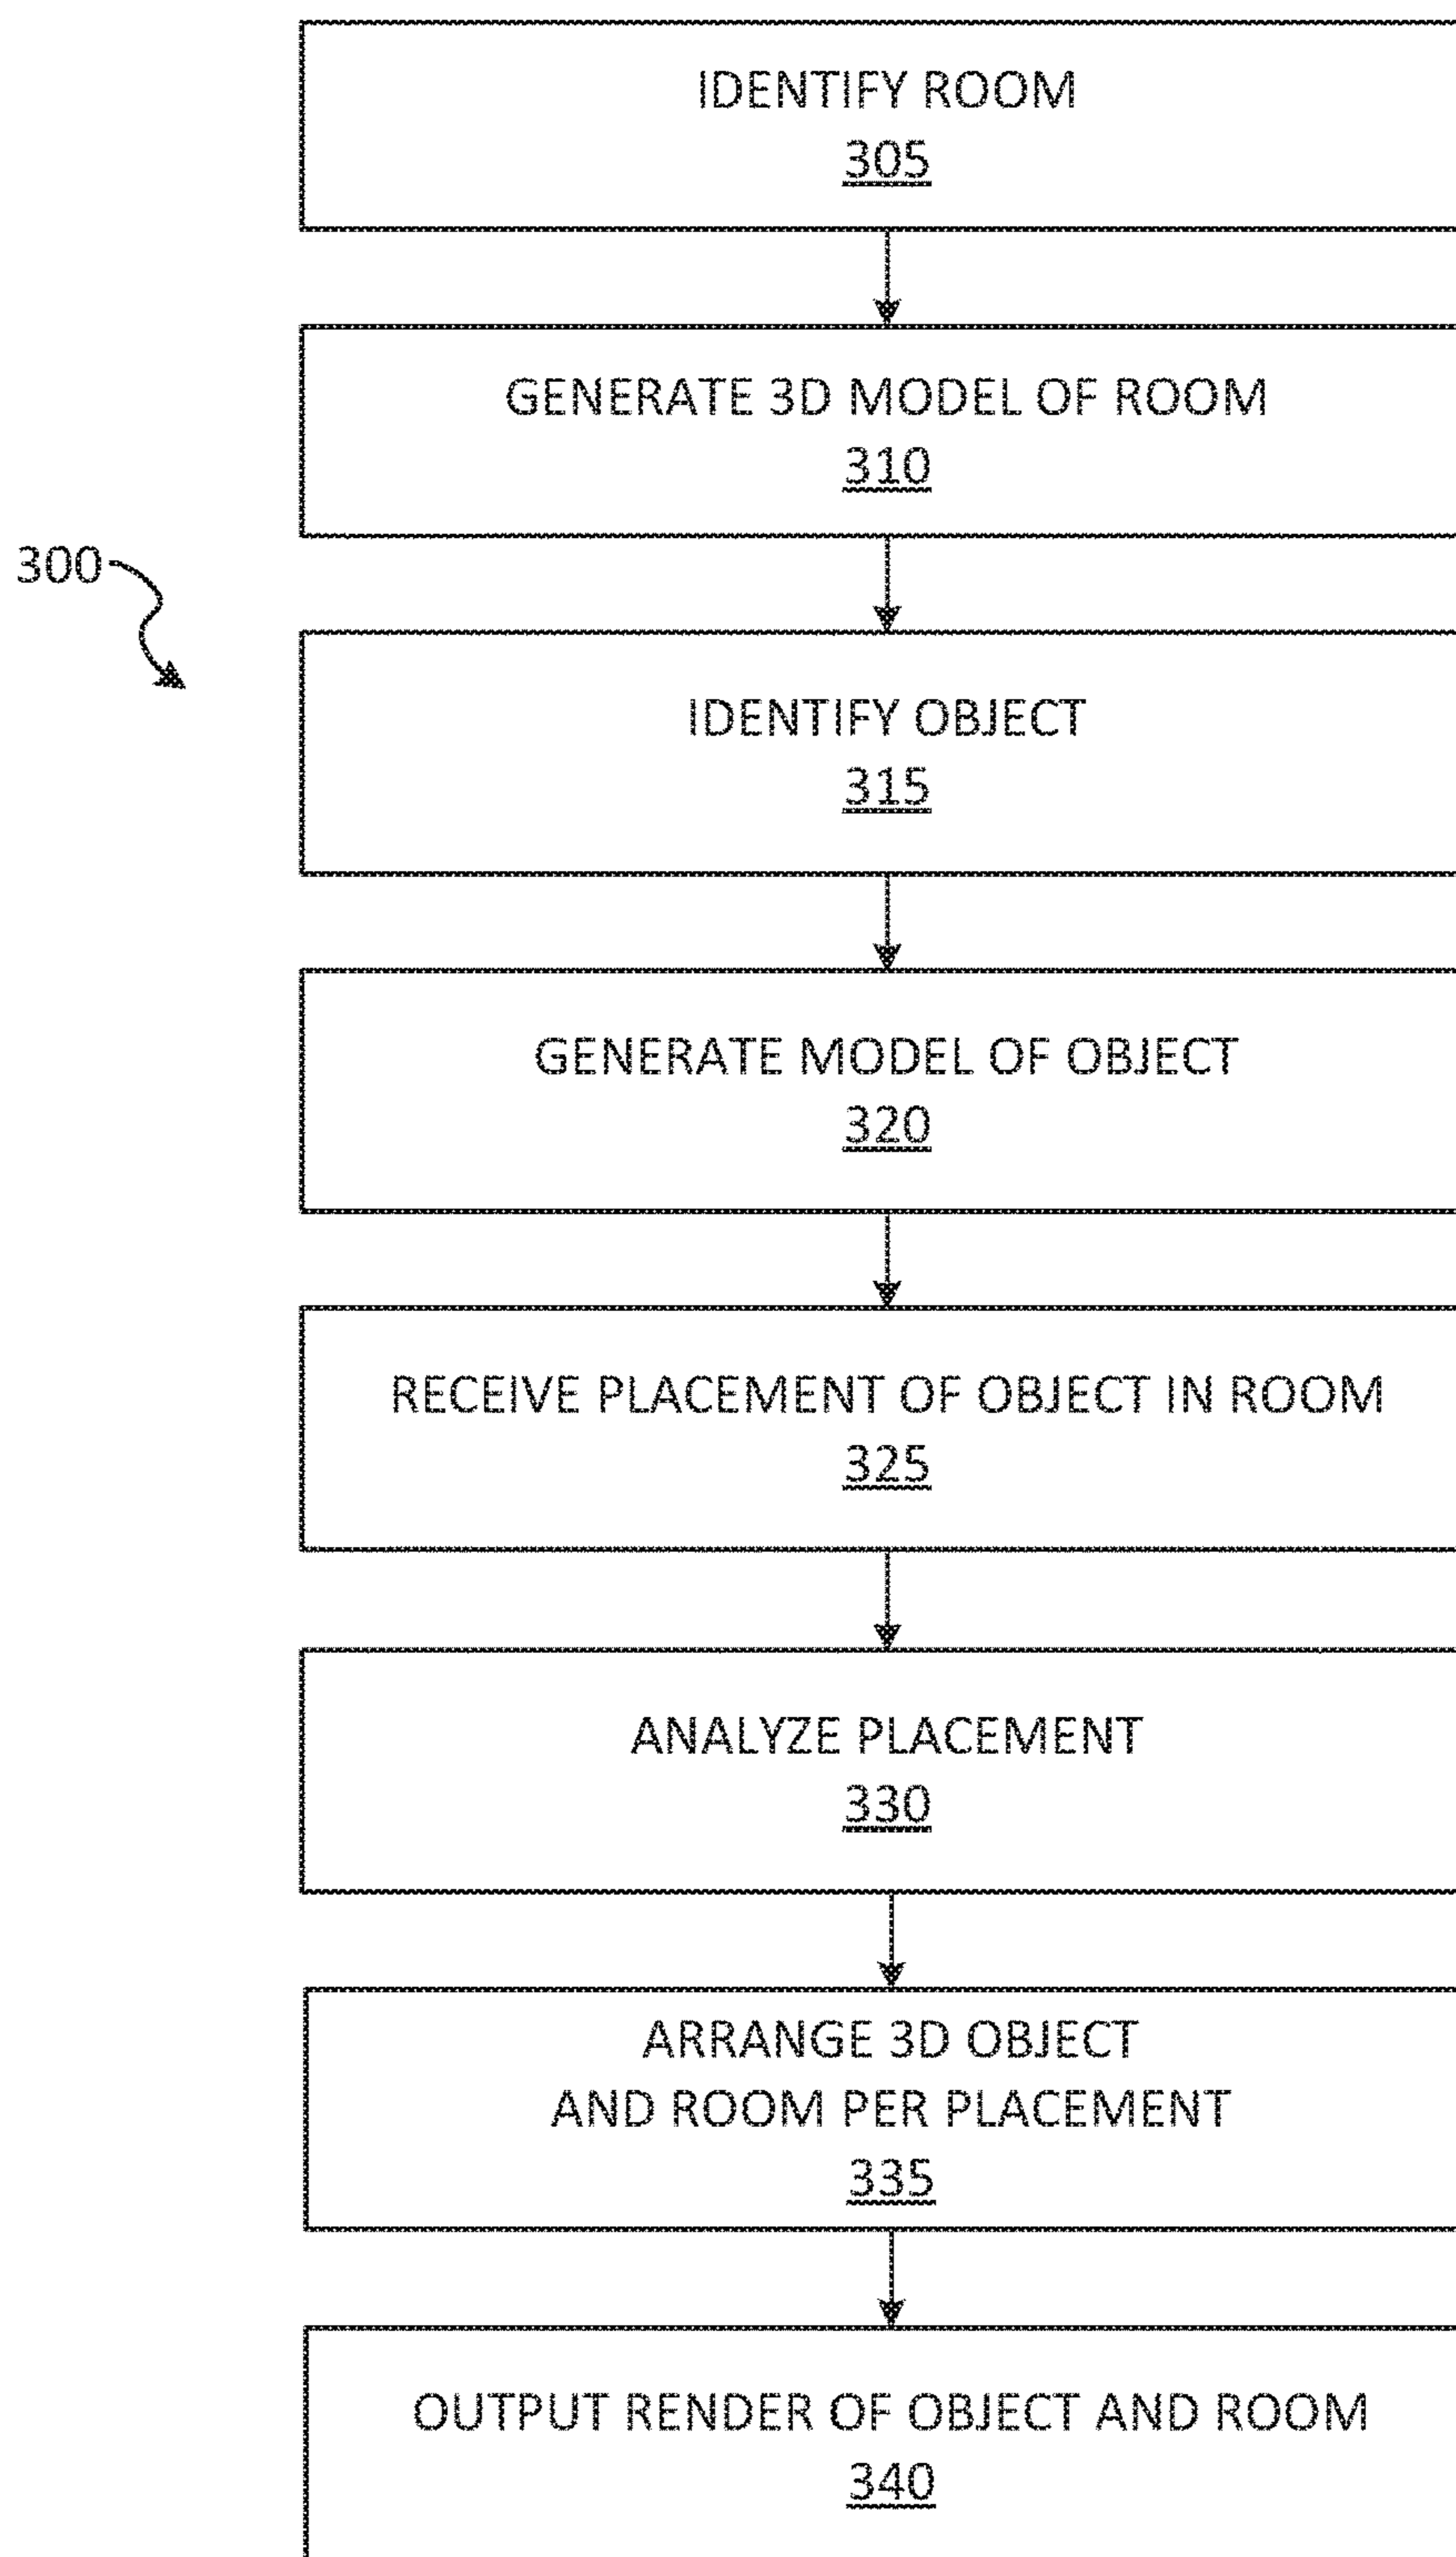 IDENTIFY ROOM
305
GENERATE 3D MODEL OF ROOM
310
300
IDENTIFY OBJECT
315
GENERATE MODEL OF OBJECT
320
RECEIVE PLACEMENT OF OBJECT IN ROOM
325
ANALYZE PLACEMENT
330
ARRANGE 3D OBJECT
AND ROOM PER PLACEMENT
335
OUTPUT RENDER OF OBJECT AND ROOM
340